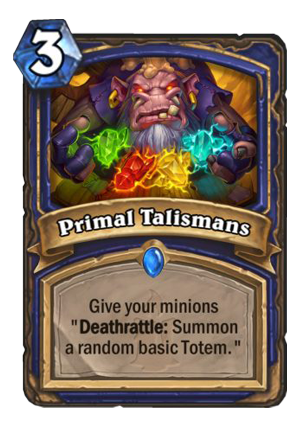 3
Primal Talismans
Give your minions
"Deathrattle: Summon
a random basic Totem."